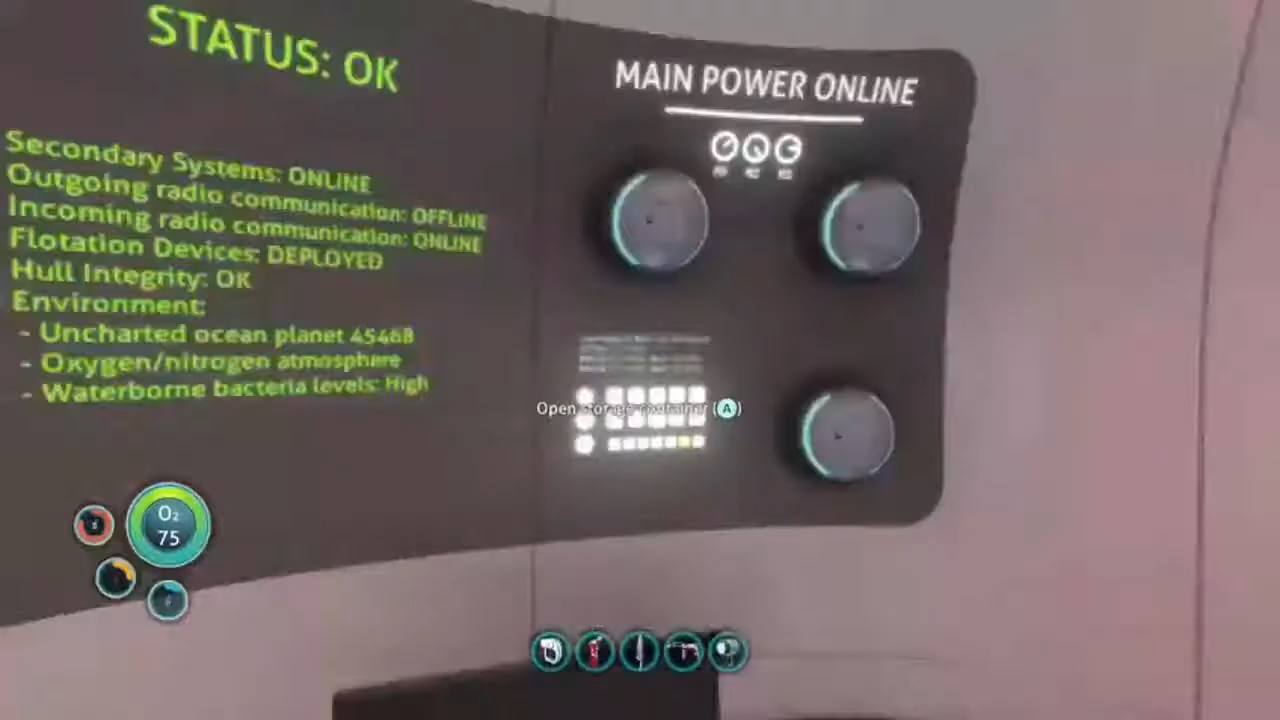 STATUS: OK
Secondary Systems: ONLINE
Outgoing radio communication: OFFLINE
Incoming radio communication: ONLINE
Flotation Devices: DEPLOYED
Hull Integrity: OK
Environment:
- Uncharted ocean planet 4546B
- Oxygen/nitrogen atmosphere
- Waterborne bacteria levels: High
MAIN POWER ONLINE
Open storage container (A)
O₂
75